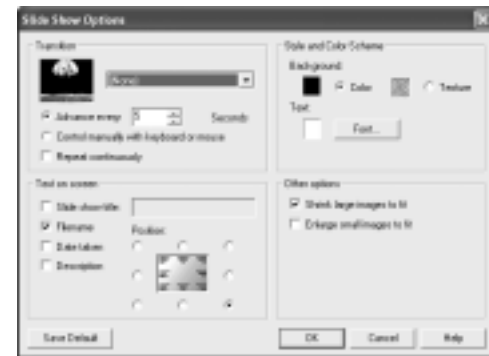 Slide Show Options
Transition
(None)
Advance every: 5 Seconds
Control manually with keyboard or mouse
Repeat continuously
Style and Color Scheme
Background:
Color
Texture
Text:
Font...
Text on screen
Slide show title:
Filename
Date taken
Description
Position:
Other options
Shrink large images to fit
Enlarge small images to fit
Save Default
OK
Cancel
Help